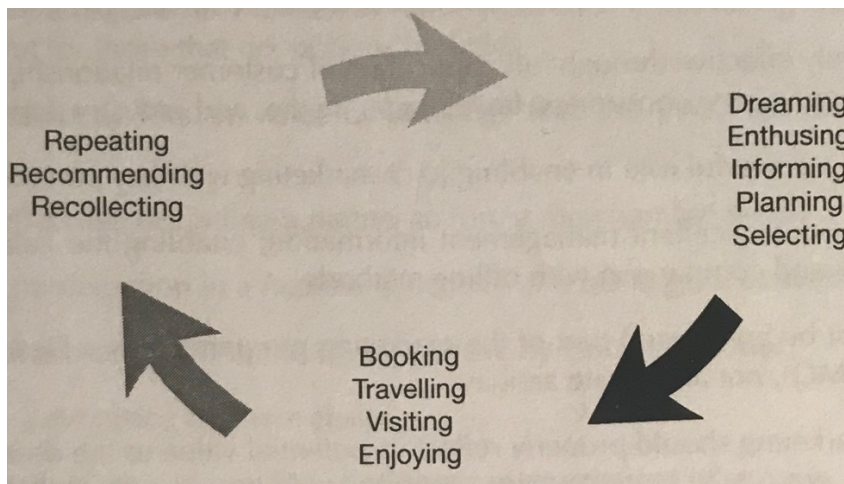 Repeating
Recommending
Recollecting
Dreaming
Enthusing
Informing
Planning
Selecting
Booking
Travelling
Visiting
Enjoying